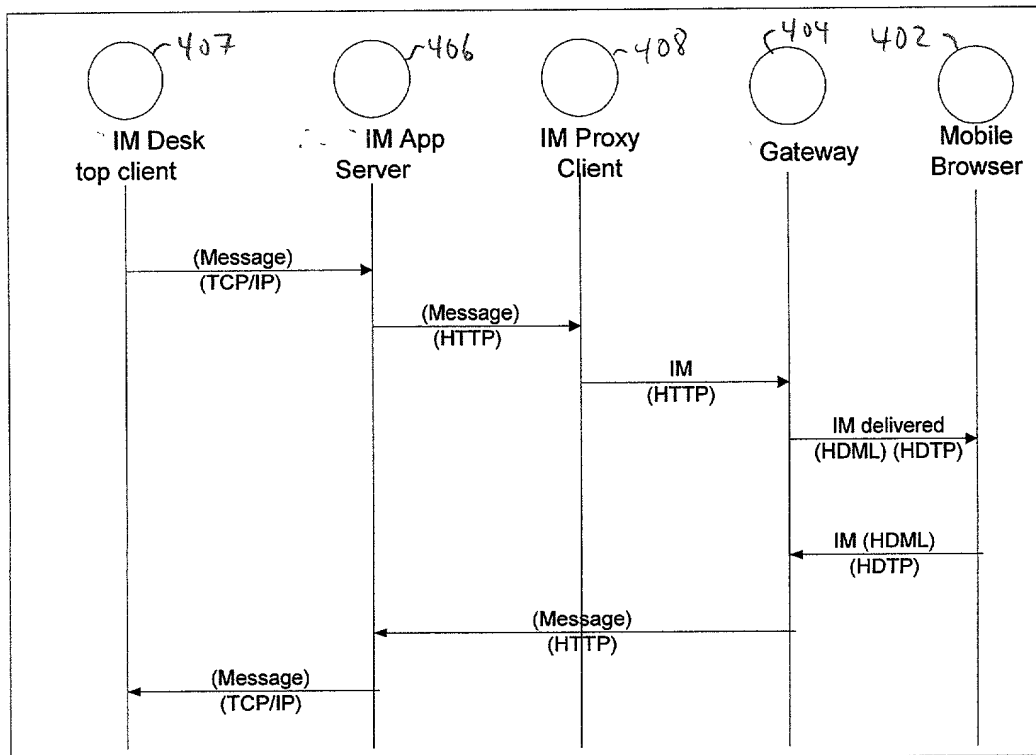 407
406
408
404
402
IM Desk
top client
IM App
Server
IM Proxy
Client
Gateway
Mobile
Browser
(Message)
(TCP/IP)
(Message)
(HTTP)
IM
(HTTP)
IM delivered
(HDML) (HDTP)
IM (HDML)
(HDTP)
(Message)
(HTTP)
(Message)
(TCP/IP)